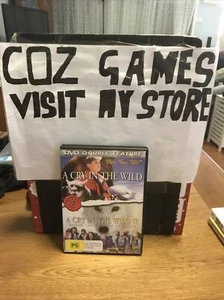 COZ GAMES
VISIT MY STORE
DVD DOUBLE FEATURE
A CRY IN THE WILD
A CRY IN THE WILD II
PG